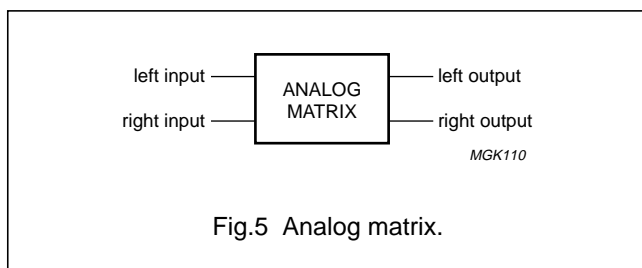 left input
ANALOG
MATRIX
left output
right input
right output
MGK110
Fig.5 Analog matrix.